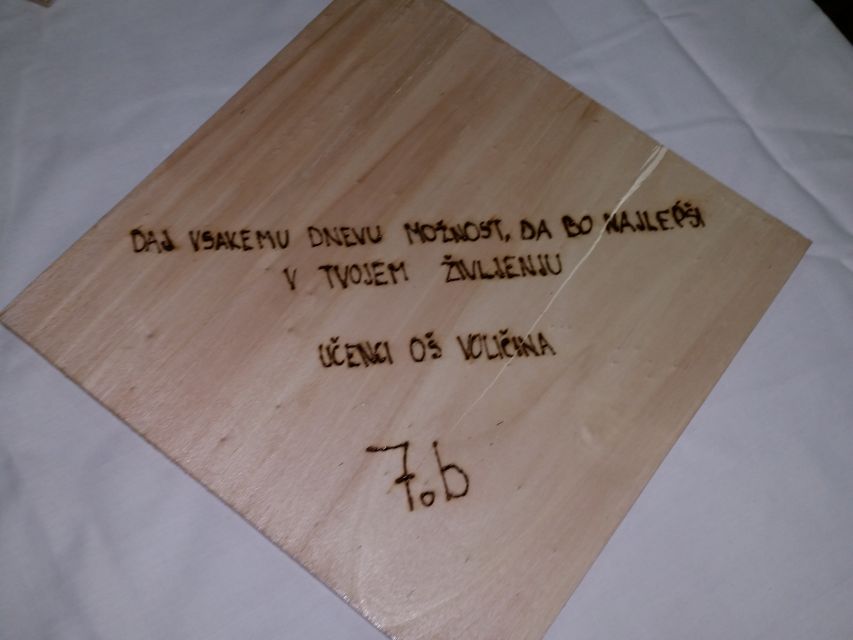 DAJ VSAKEMU DNEVU MOŽNOST, DA BO NAJLEPŠI
V TVOJEM ŽIVLJENJU
UČENCI OŠ VOLIČINA
7.b